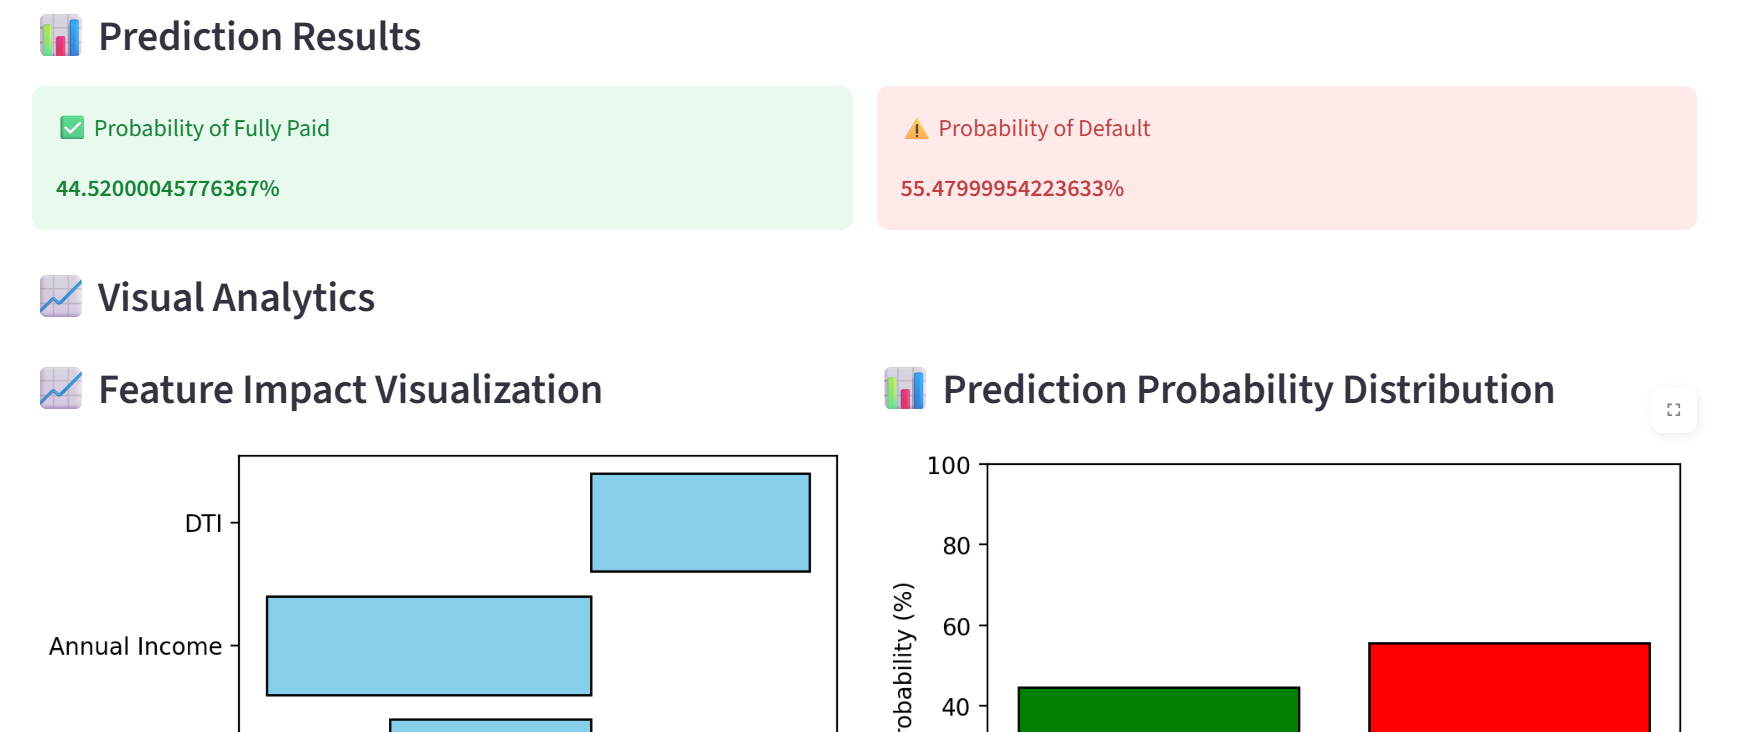 Prediction Results
Probability of Fully Paid
44.52000045776367%
Probability of Default
55.47999954223633%
Visual Analytics
Feature Impact Visualization
DTI
Annual Income
Prediction Probability Distribution
100
80
60
40
(%)